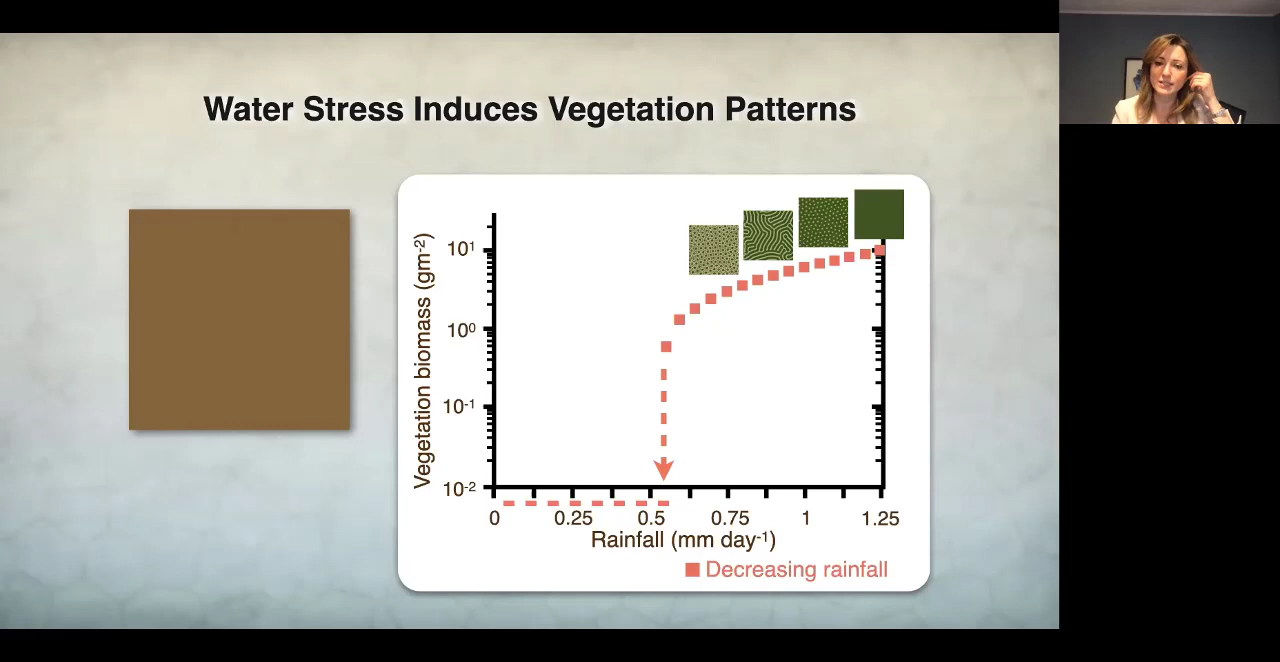 Water Stress Induces Vegetation Patterns
Vegetation biomass (gm⁻²)
10¹
10⁰
10⁻¹
10⁻²
0 0.25 0.5 0.75 1 1.25
Rainfall (mm day⁻¹)
Decreasing rainfall